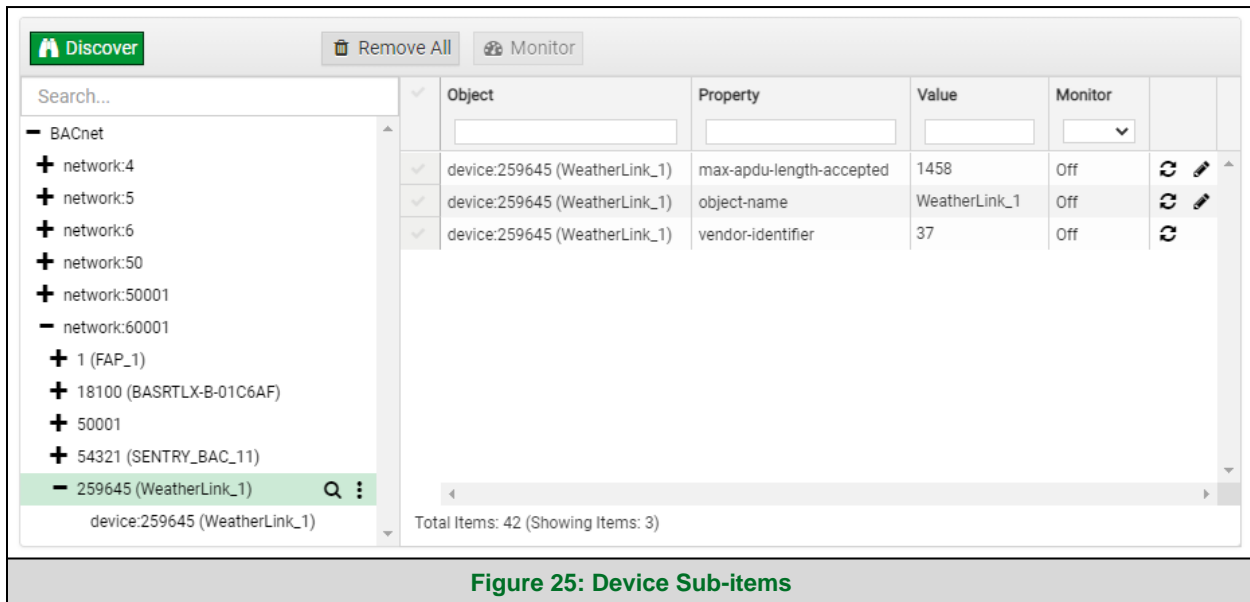 Discover Remove All Monitor
Search...
BACnet
network:4
network:5
network:6
network:50
network:50001
network:60001
1 (FAP_1)
18100 (BASRTLX-B-01C6AF)
50001
54321 (SENTRY_BAC_11)
259645 (WeatherLink_1)
device:259645 (WeatherLink_1)
Object Property Value Monitor
device:259645 (WeatherLink_1) max-apdu-length-accepted 1458 Off
device:259645 (WeatherLink_1) object-name WeatherLink_1 Off
device:259645 (WeatherLink_1) vendor-identifier 37 Off
Total Items: 42 (Showing Items: 3)
Figure 25: Device Sub-items